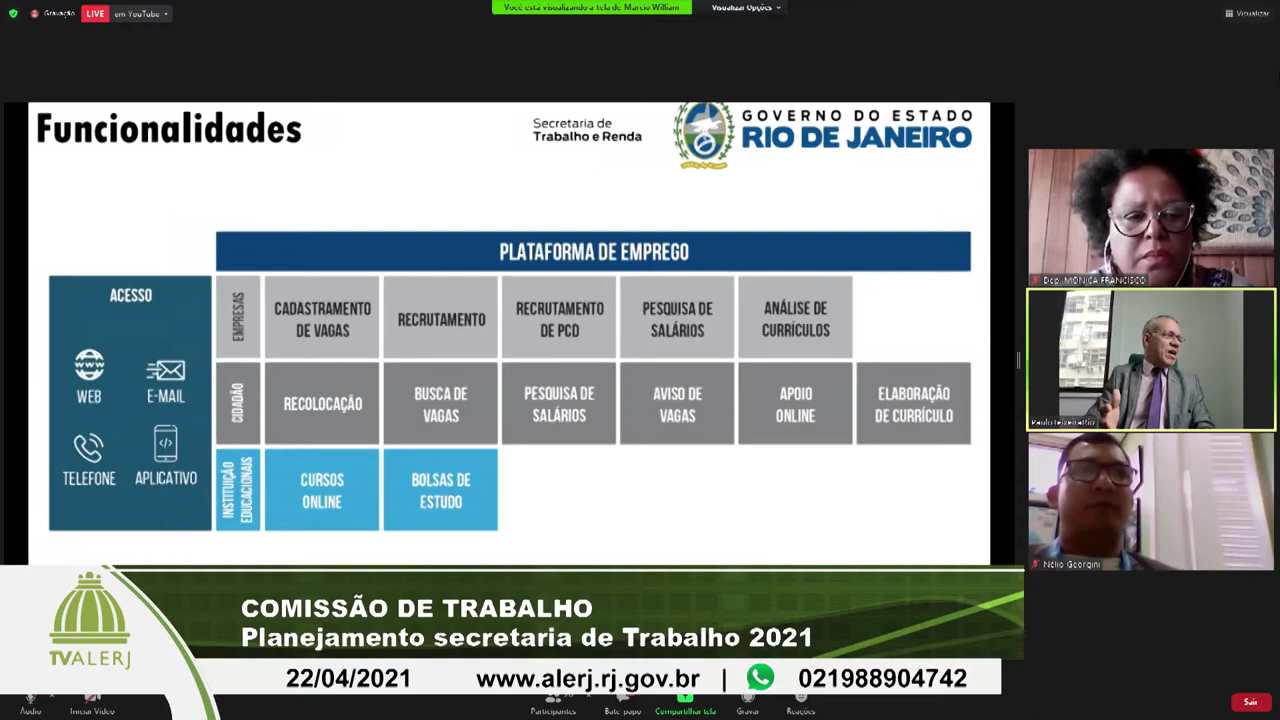 Gravação
LIVE
em YouTube
Você está visualizando a tela de Marcio William
Visualizar Opções
Visualizar
Funcionalidades
Secretaria de
Trabalho e Renda
GOVERNO DO ESTADO
RIO DE JANEIRO
PLATAFORMA DE EMPREGO
ACESSO
WEB
E-MAIL
TELEFONE
APLICATIVO
EMPRESAS
CADASTRAMENTO
DE VAGAS
RECRUTAMENTO
RECRUTAMENTO
DE PCD
PESQUISA DE
SALÁRIOS
ANÁLISE DE
CURRÍCULOS
CIDADÃO
RECOLOCAÇÃO
BUSCA DE
VAGAS
PESQUISA DE
SALÁRIOS
AVISO DE
VAGAS
APOIO
ONLINE
ELABORAÇÃO
DE CURRÍCULO
INSTITUIÇÃO
EDUCACIONAIS
CURSOS
ONLINE
BOLSAS DE
ESTUDO
Dep. MÔNICA FRANCISCO
PauloTeixeiraRio
Nélio Georgini
TVALERJ
COMISSÃO DE TRABALHO
Planejamento secretaria de Trabalho 2021
22/04/2021
www.alerj.rj.gov.br | 021988904742
Áudio
Iniciar Vídeo
Participantes
Bate-papo
Compartilhar tela
Gravar
Reações
Sair